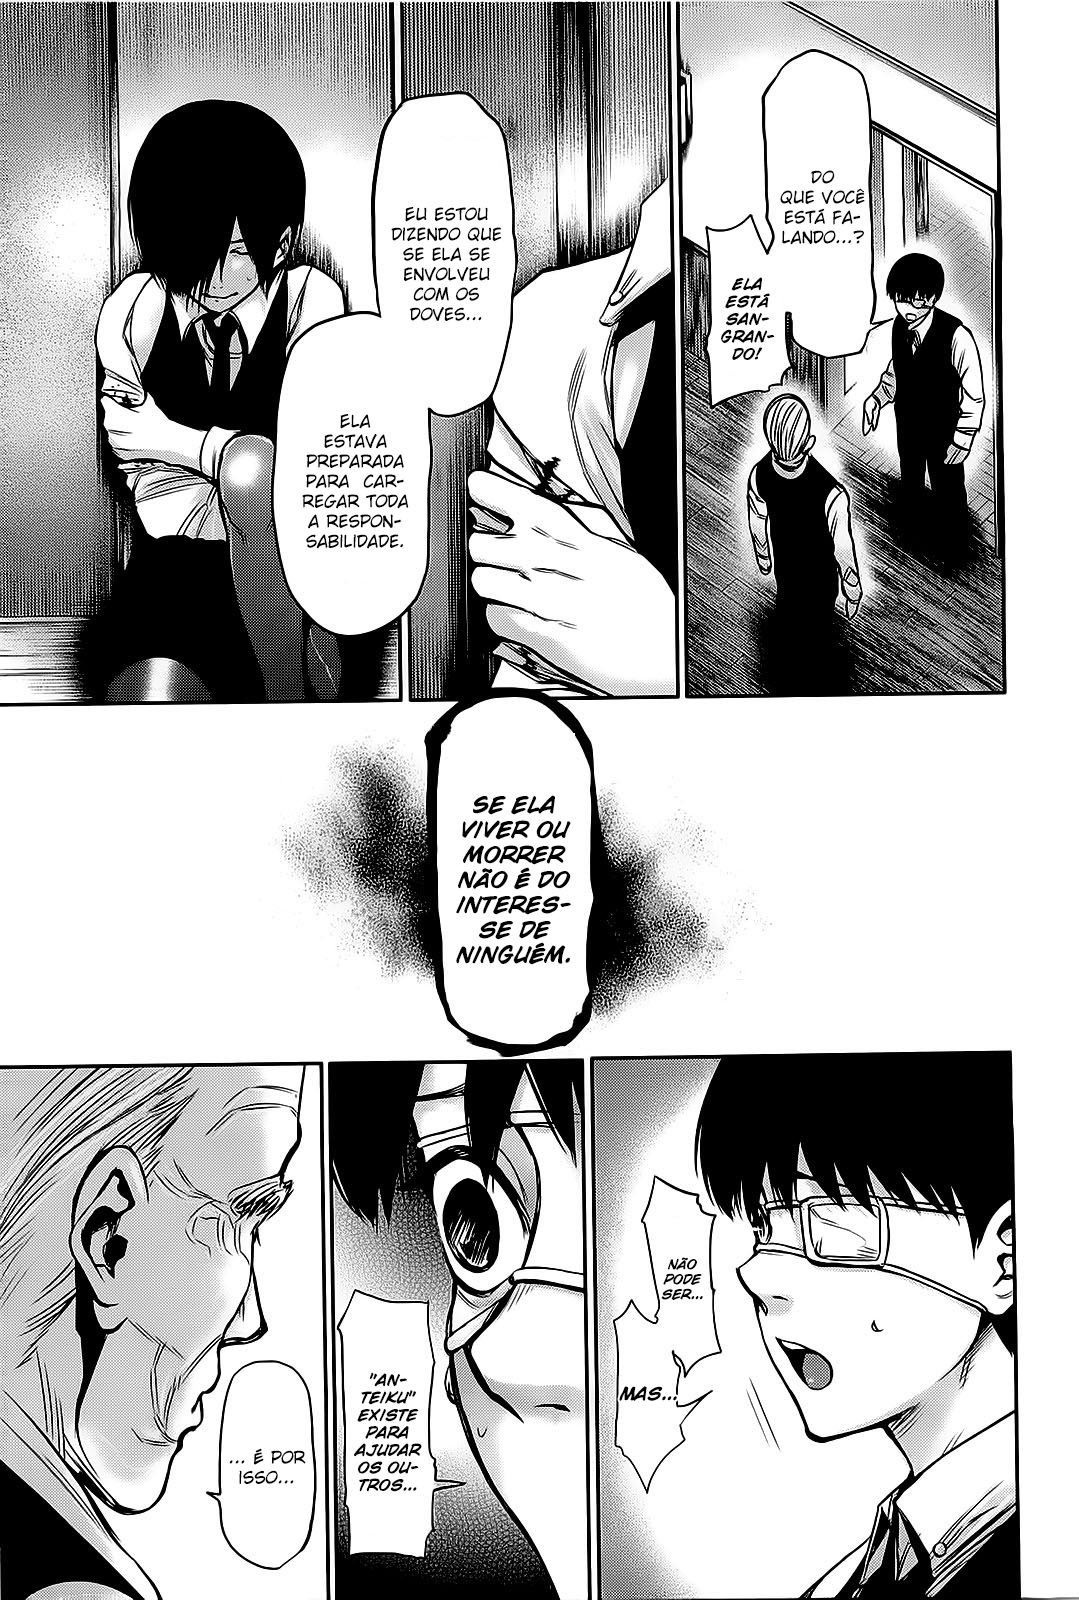 DO
QUE VOCÊ
ESTÁ FA-
LANDO...?
ELA
ESTÁ
SAN-
GRAN-
DO!
EU ESTOU
DIZENDO QUE
SE ELA SE
ENVOLVEU
COM OS
DOVES...
ELA
ESTAVA
PREPARADA
PARA CAR-
REGAR TODA
A RESPON-
SABILIDADE.
SE ELA
VIVER OU
MORRER
NÃO É DO
INTERES-
SE DE
NINGUÉM.
NÃO
PODE
SER...
MAS...
"AN-
TEIKU"
EXISTE
PARA
AJUDAR
OS OU-
TROS...
... É POR
ISSO...